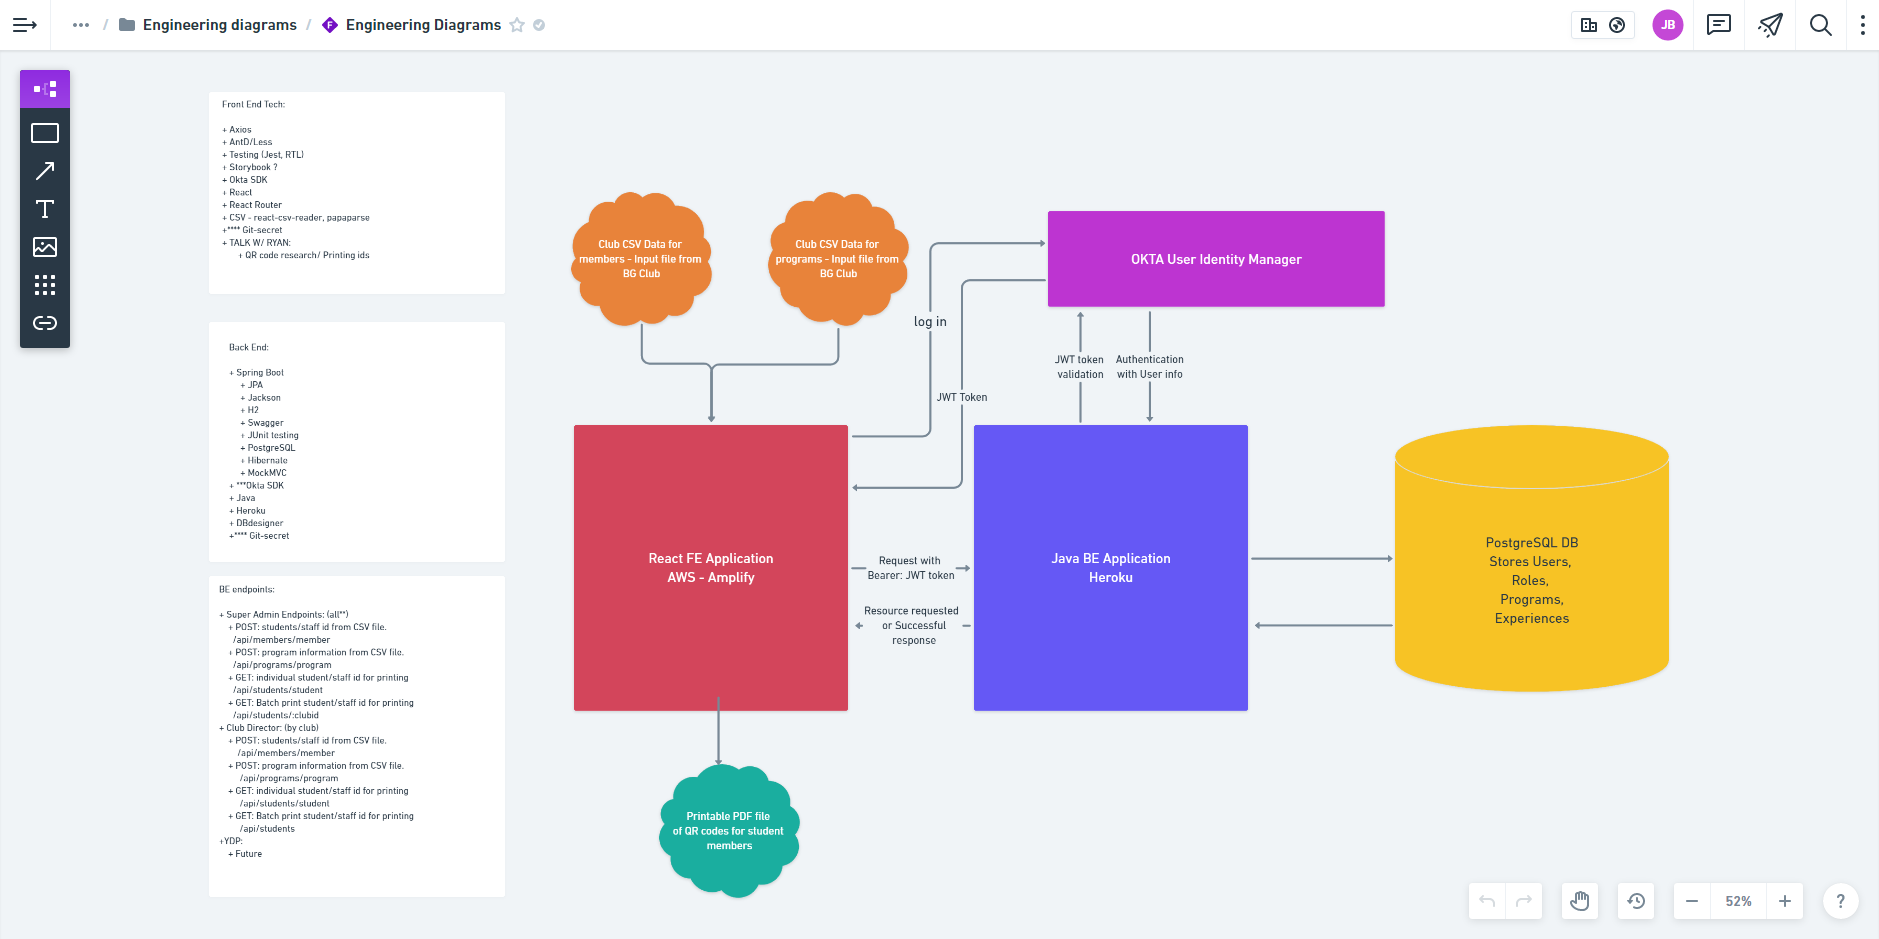 Engineering diagrams / Engineering Diagrams
JB
Front End Tech:
+ Axios
+ AntD/Less
+ Testing (Jest, RTL)
+ Storybook ?
+ Okta SDK
+ React
+ React Router
+ CSV - react-csv-reader, papaparse
+**** Git-secret
+ TALK W/ RYAN:
+ QR code research/ Printing ids
Back End:
+ Spring Boot
+ JPA
+ Jackson
+ H2
+ Swagger
+ JUnit testing
+ PostgreSQL
+ Hibernate
+ MockMVC
+ ***Okta SDK
+ Java
+ Heroku
+ DBdesigner
+**** Git-secret
BE endpoints:
+ Super Admin Endpoints: (all**)
+ POST: students/staff id from CSV file.
/api/members/member
+ POST: program information from CSV file.
/api/programs/program
+ GET: individual student/staff id for printing
/api/students/student
+ GET: Batch print student/staff id for printing
/api/students/:clubid
+ Club Director: (by club)
+ POST: students/staff id from CSV file.
/api/members/member
+ POST: program information from CSV file.
/api/programs/program
+ GET: individual student/staff id for printing
/api/students/student
+ GET: Batch print student/staff id for printing
/api/students
+YDP:
+ Future
Club CSV Data for
members - Input file from
BG Club
Club CSV Data for
programs - Input file from
BG Club
OKTA User Identity Manager
log in
JWT Token
JWT token
validation
Authentication
with User info
React FE Application
AWS - Amplify
Request with
Bearer: JWT token
Resource requested
or Successful
response
Java BE Application
Heroku
PostgreSQL DB
Stores Users,
Roles,
Programs,
Experiences
Printable PDF file
of QR codes for student
members
52%
?